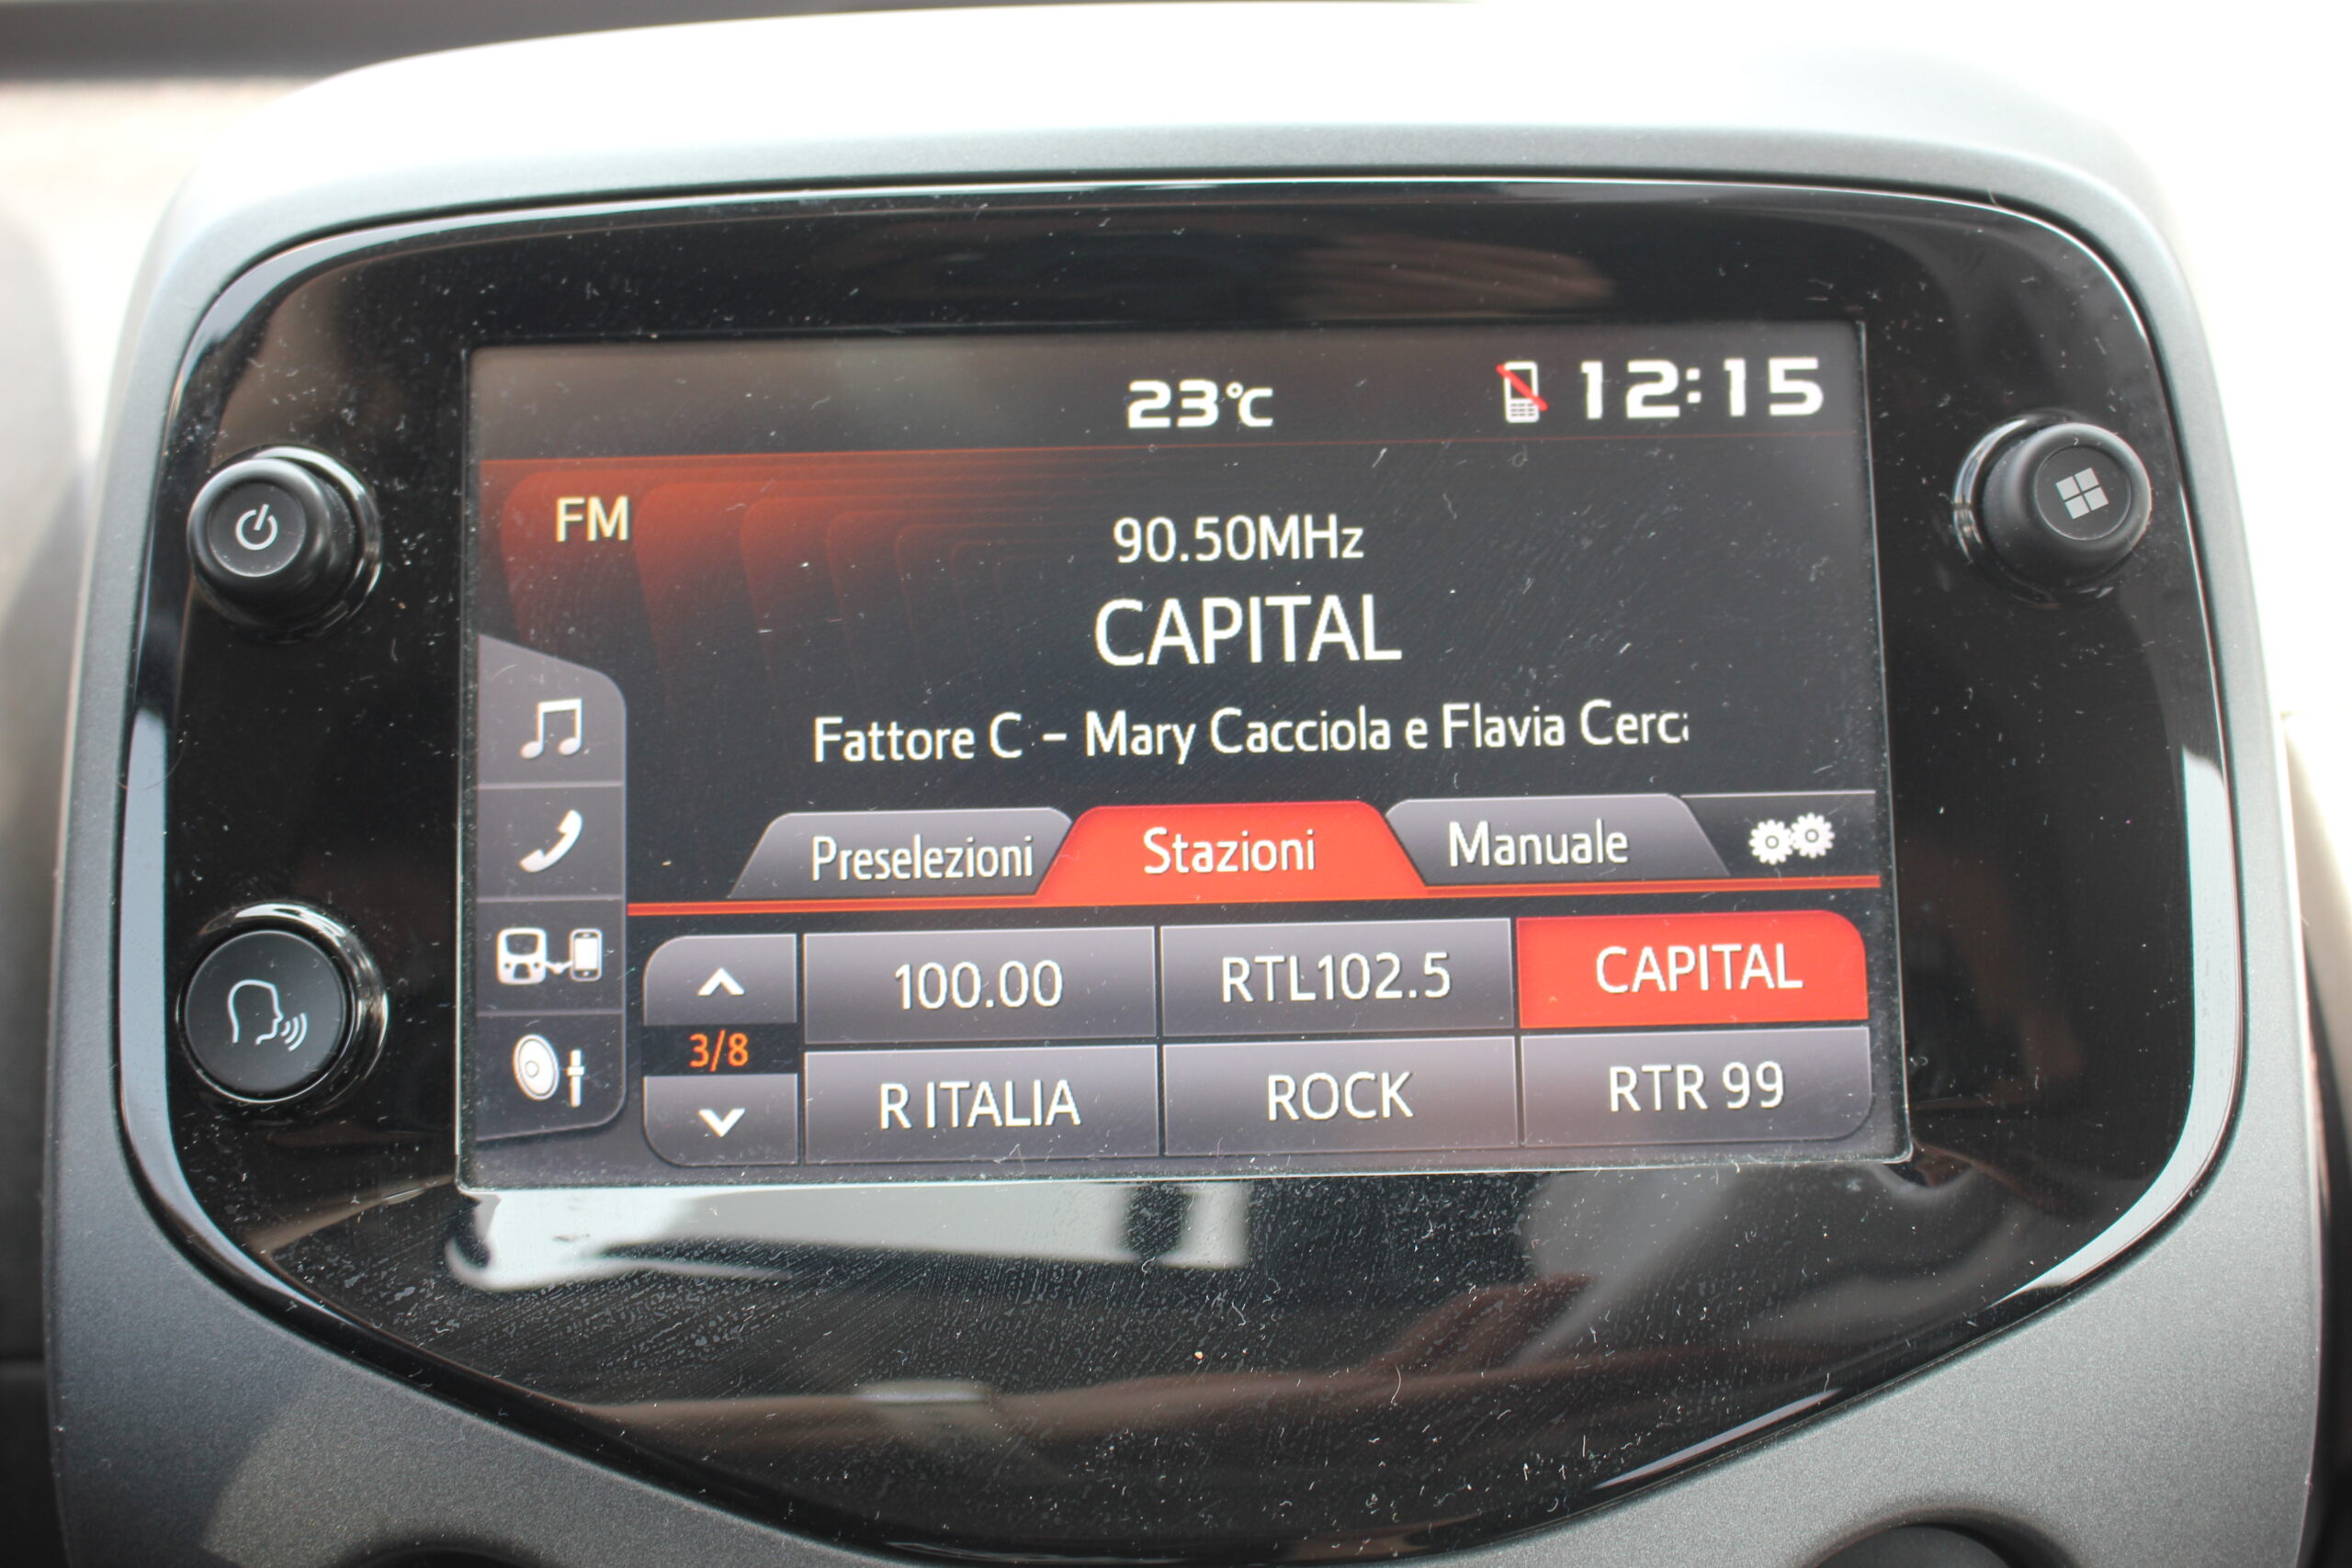 23°C 12:15
FM
90.50MHz
CAPITAL
Fattore C - Mary Cacciola e Flavia Cerc
Preselezioni Stazioni Manuale
100.00 RTL102.5 CAPITAL
3/8
R ITALIA ROCK RTR 99